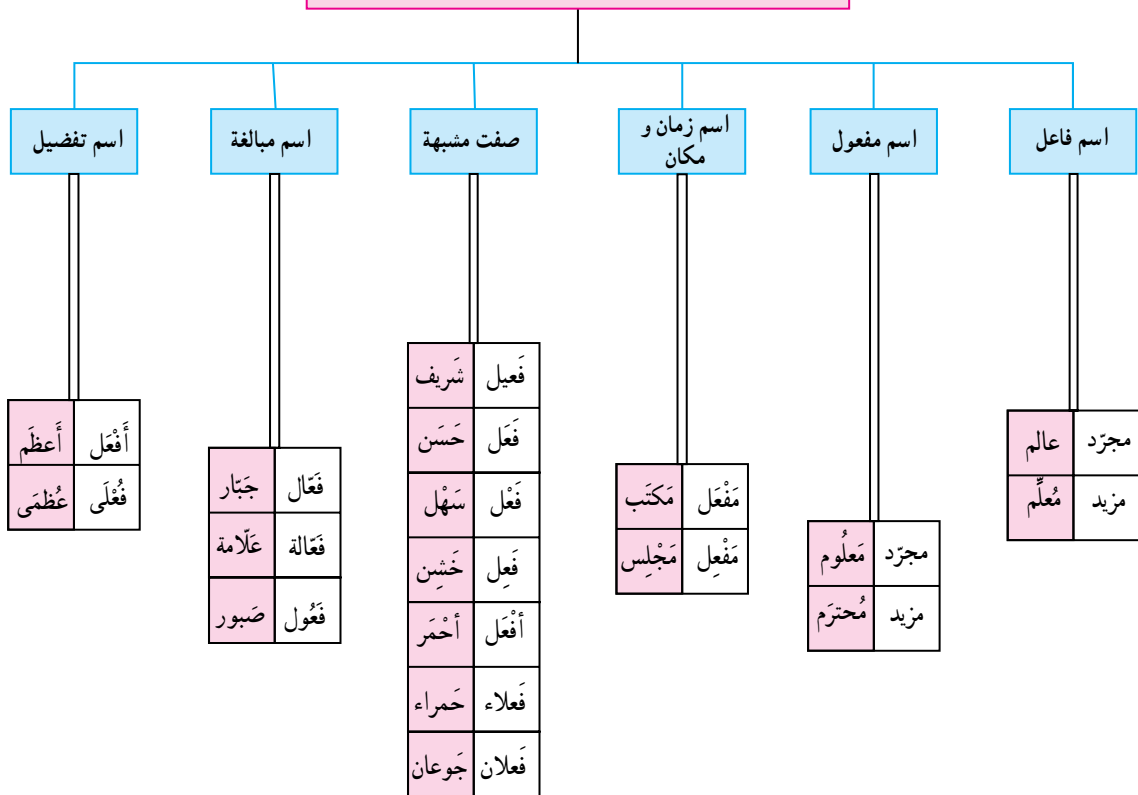 اسم فاعل
مجرّد عالم
مزيد مُعلِّم
اسم مفعول
مجرّد مَعلُوم
مزيد مُحترَم
اسم زمان و
مكان
مَفْعَل مَكتَب
مَفْعِل مَجْلِس
صفت مشبهة
فَعيل شَريف
فَعَل حَسَن
فَعْل سَهْل
فَعِل خَشِن
أفْعَل أحْمَر
فَعلاء حَمراء
فَعلان جَوعان
اسم مبالغة
فَعّال جَبّار
فَعّالة عَلّامة
فَعُول صَبور
اسم تفضيل
أَفْعَل أَعظَم
فُعْلَى عُظمَى